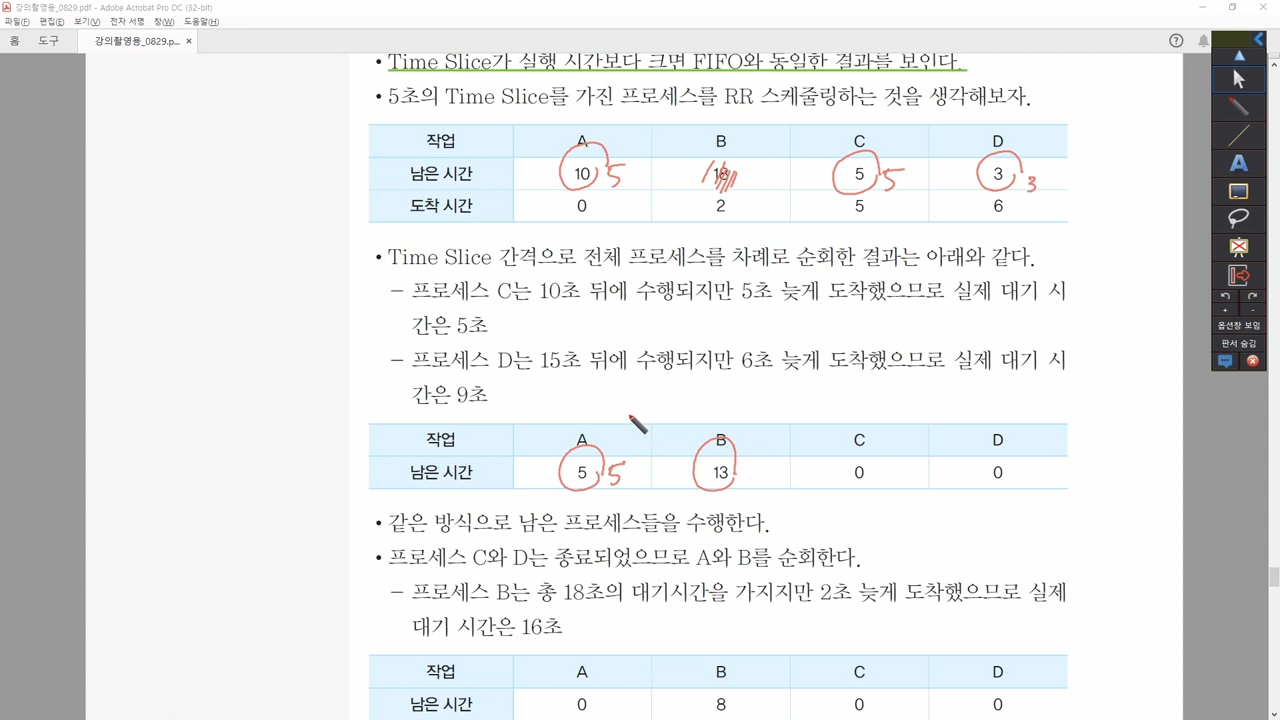 강의촬영용_0829.pdf - Adobe Acrobat Pro DC (32-bit)
파일(F) 편집(E) 보기(V) 전자 서명 창(W) 도움말(H)
홈 도구 강의촬영용_0829.p... ×
• Time Slice가 실행 시간보다 크면 FIFO와 동일한 결과를 보인다.
• 5초의 Time Slice를 가진 프로세스를 RR 스케줄링하는 것을 생각해보자.
작업 A B C D
남은 시간 10 5 18 5 5 3 3
도착 시간 0 2 5 6
• Time Slice 간격으로 전체 프로세스를 차례로 순회한 결과는 아래와 같다.
– 프로세스 C는 10초 뒤에 수행되지만 5초 늦게 도착했으므로 실제 대기 시
간은 5초
– 프로세스 D는 15초 뒤에 수행되지만 6초 늦게 도착했으므로 실제 대기 시
간은 9초
작업 A B C D
남은 시간 5 5 13 0 0
• 같은 방식으로 남은 프로세스들을 수행한다.
• 프로세스 C와 D는 종료되었으므로 A와 B를 순회한다.
– 프로세스 B는 총 18초의 대기시간을 가지지만 2초 늦게 도착했으므로 실제
대기 시간은 16초
작업 A B C D
남은 시간 0 8 0 0
A
+ -
옵션창 보임
판서 숨김